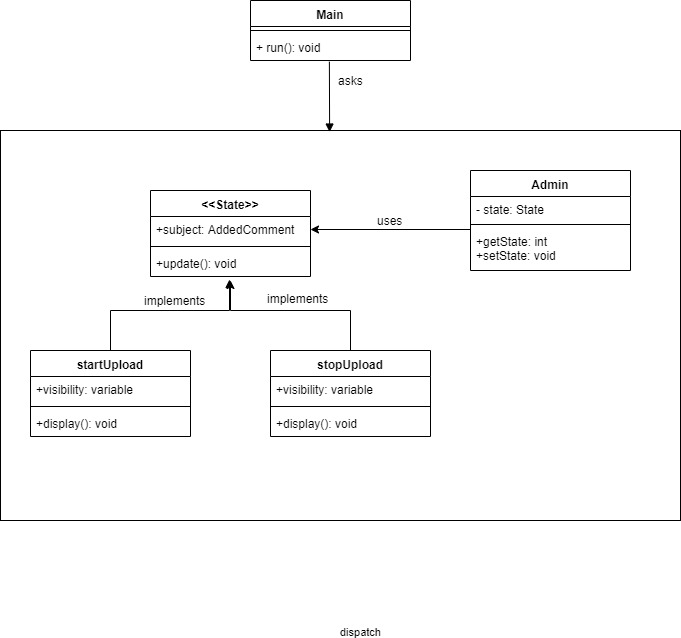 Main
+ run(): void
asks
Admin
- state: State
+getState: int
+setState: void
<<State>>
+subject: AddedComment
+update(): void
uses
implements
implements
startUpload
+visibility: variable
+display(): void
stopUpload
+visibility: variable
+display(): void
dispatch